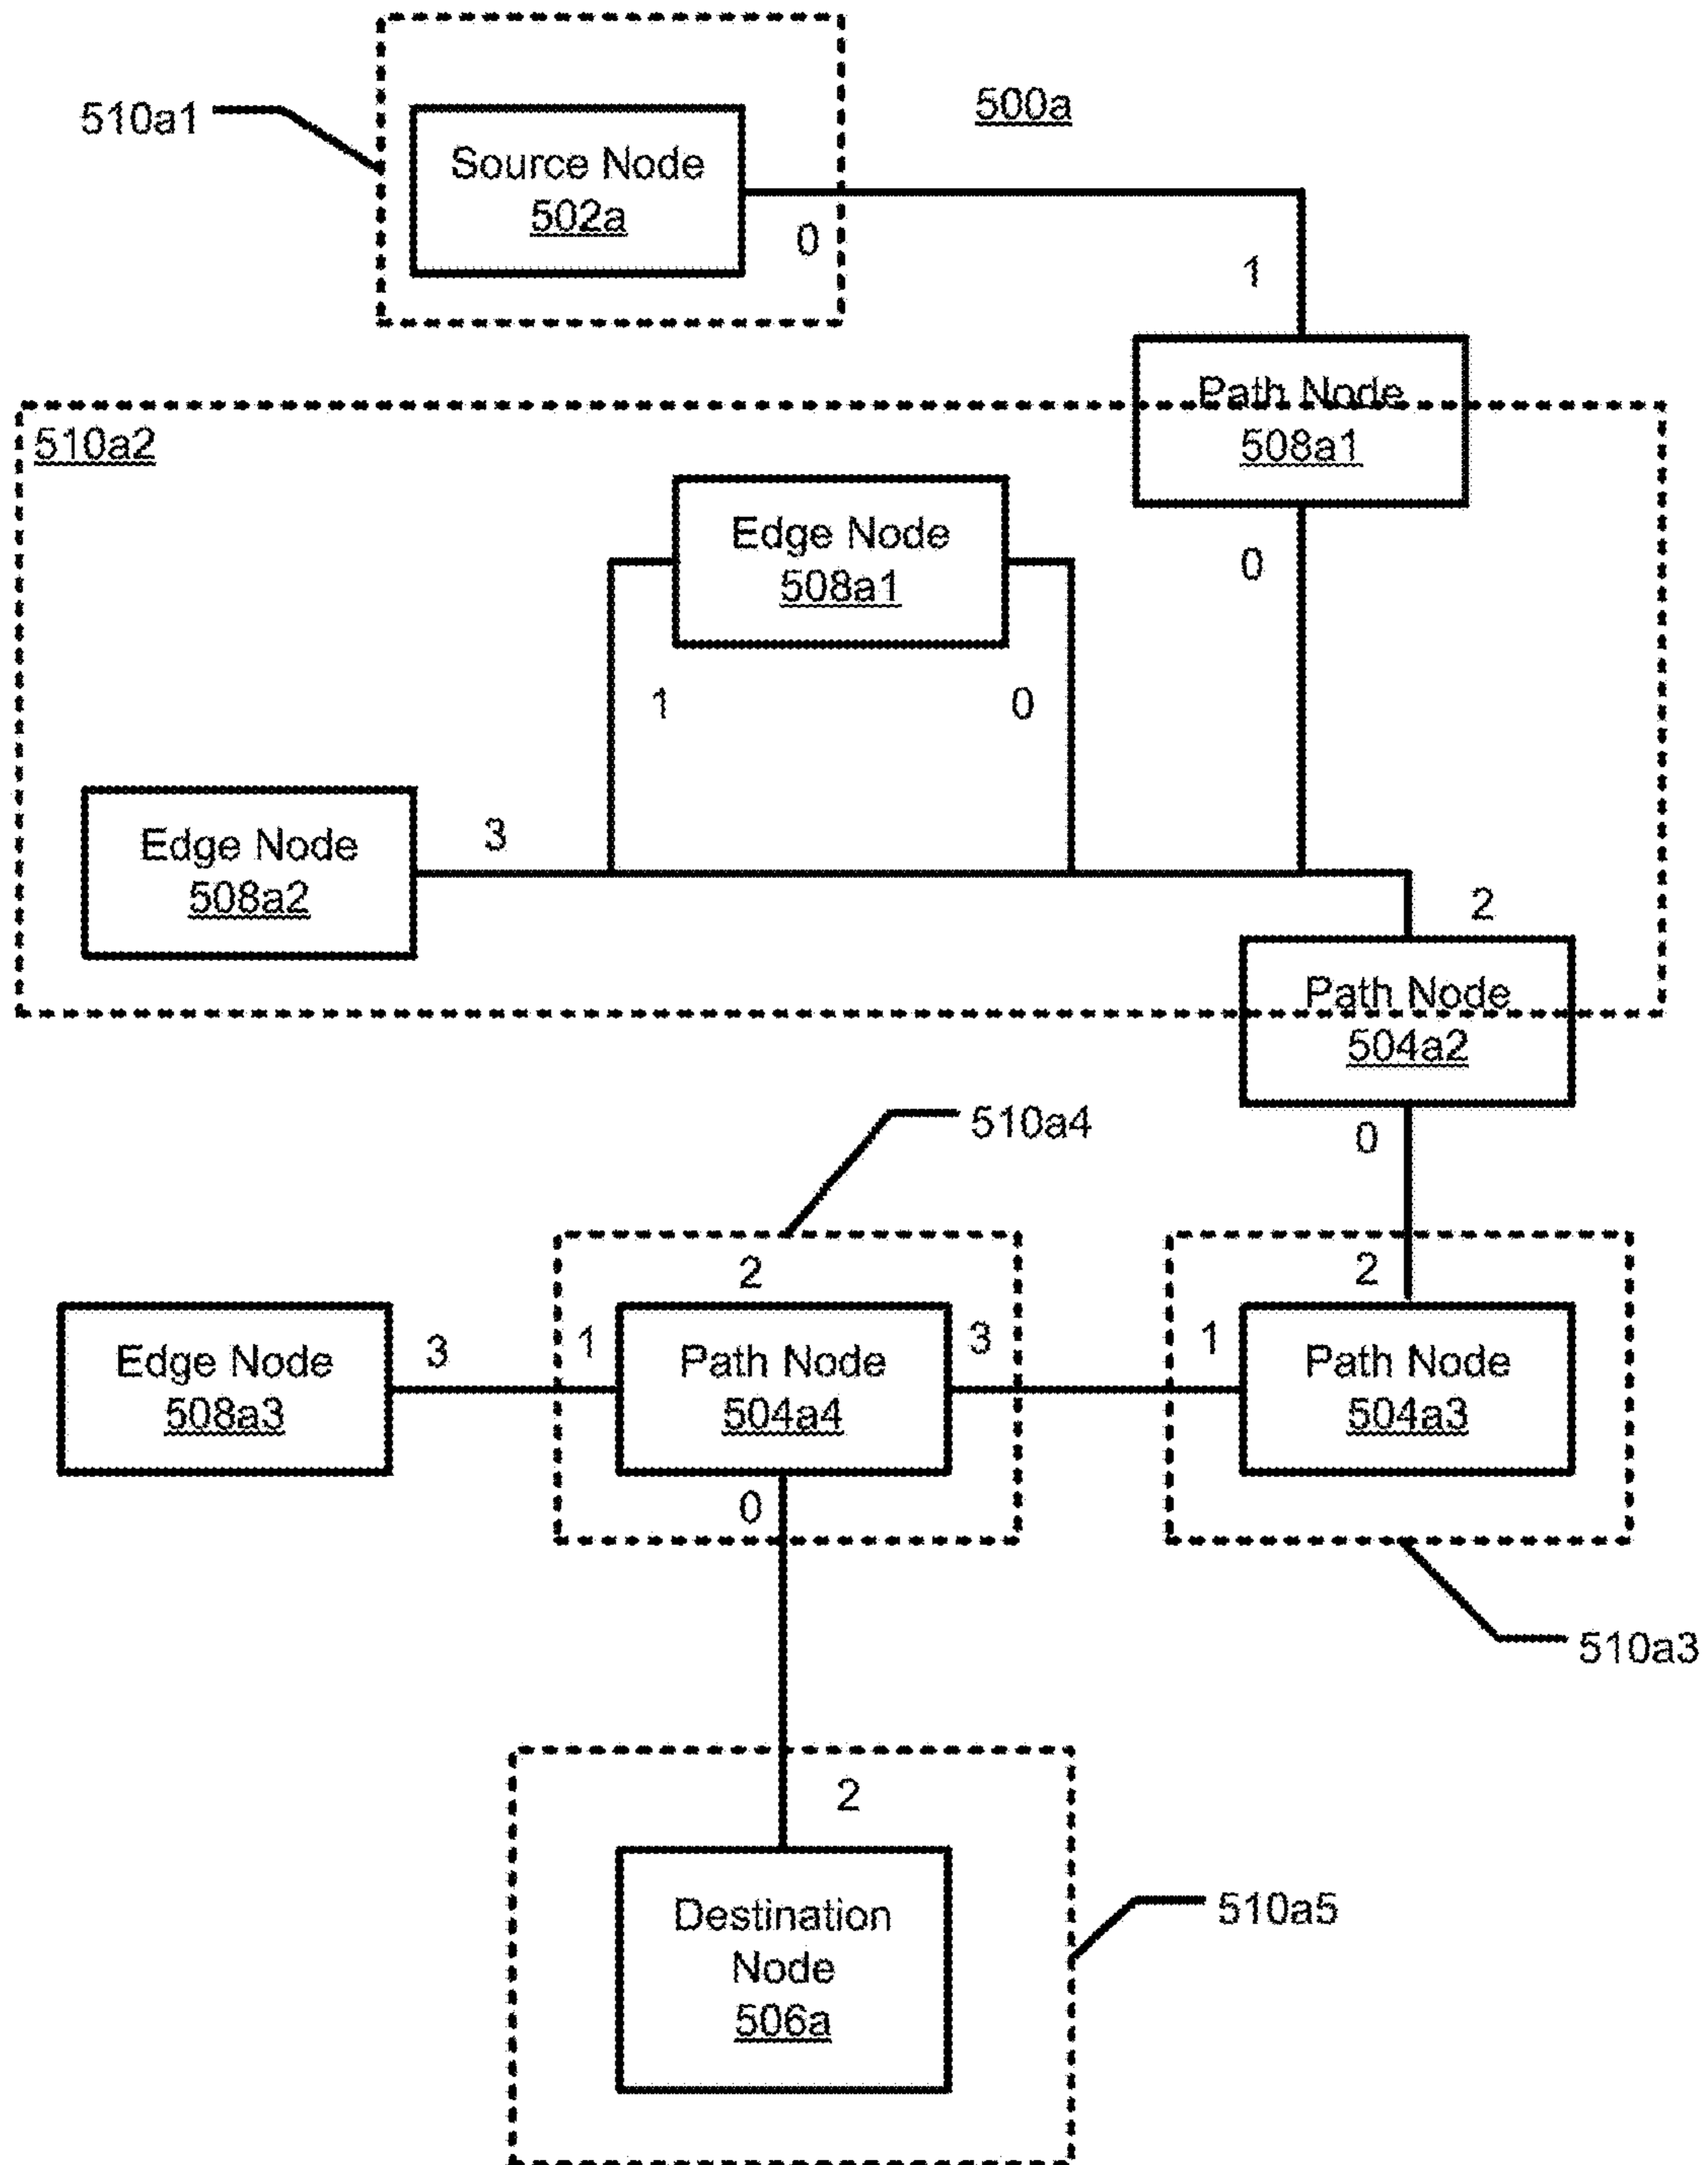 510a1
500a
Source Node
502a
0
1
Path Node
508a1
510a2
Edge Node
508a1
0
1
0
Edge Node
508a2
3
2
Path Node
504a2
0
510a4
2
2
Edge Node
508a3
3
1
Path Node
504a4
3
1
Path Node
504a3
0
510a3
2
Destination
Node
506a
510a5